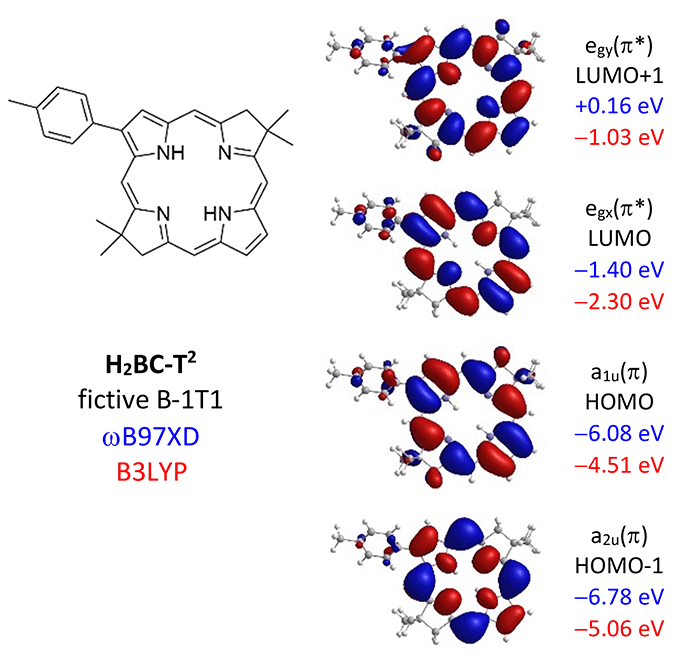 NH
N
N
HN
H₂BC-T²
fictive B-1T1
ωB97XD
B3LYP
e_gy(π*)
LUMO+1
+0.16 eV
−1.03 eV
e_gx(π*)
LUMO
−1.40 eV
−2.30 eV
a_1u(π)
HOMO
−6.08 eV
−4.51 eV
a_2u(π)
HOMO-1
−6.78 eV
−5.06 eV